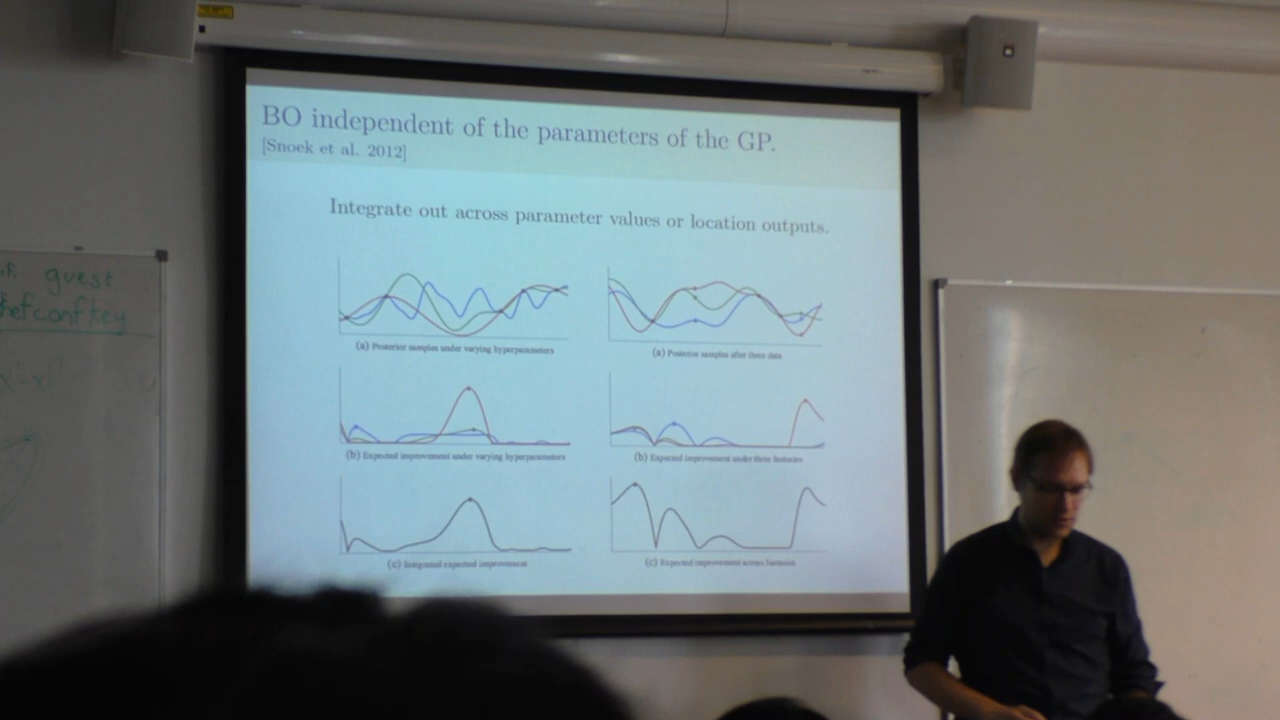 BO independent of the parameters of the GP.
[Snoek et al. 2012]
Integrate out across parameter values or location outputs.
(a) Posterior samples under varying hyperparameters
(a) Posterior samples after three data
(b) Expected improvement under varying hyperparameters
(b) Expected improvement under three fantasies
(c) Integrated expected improvement
(c) Expected improvement across fantasies
guest